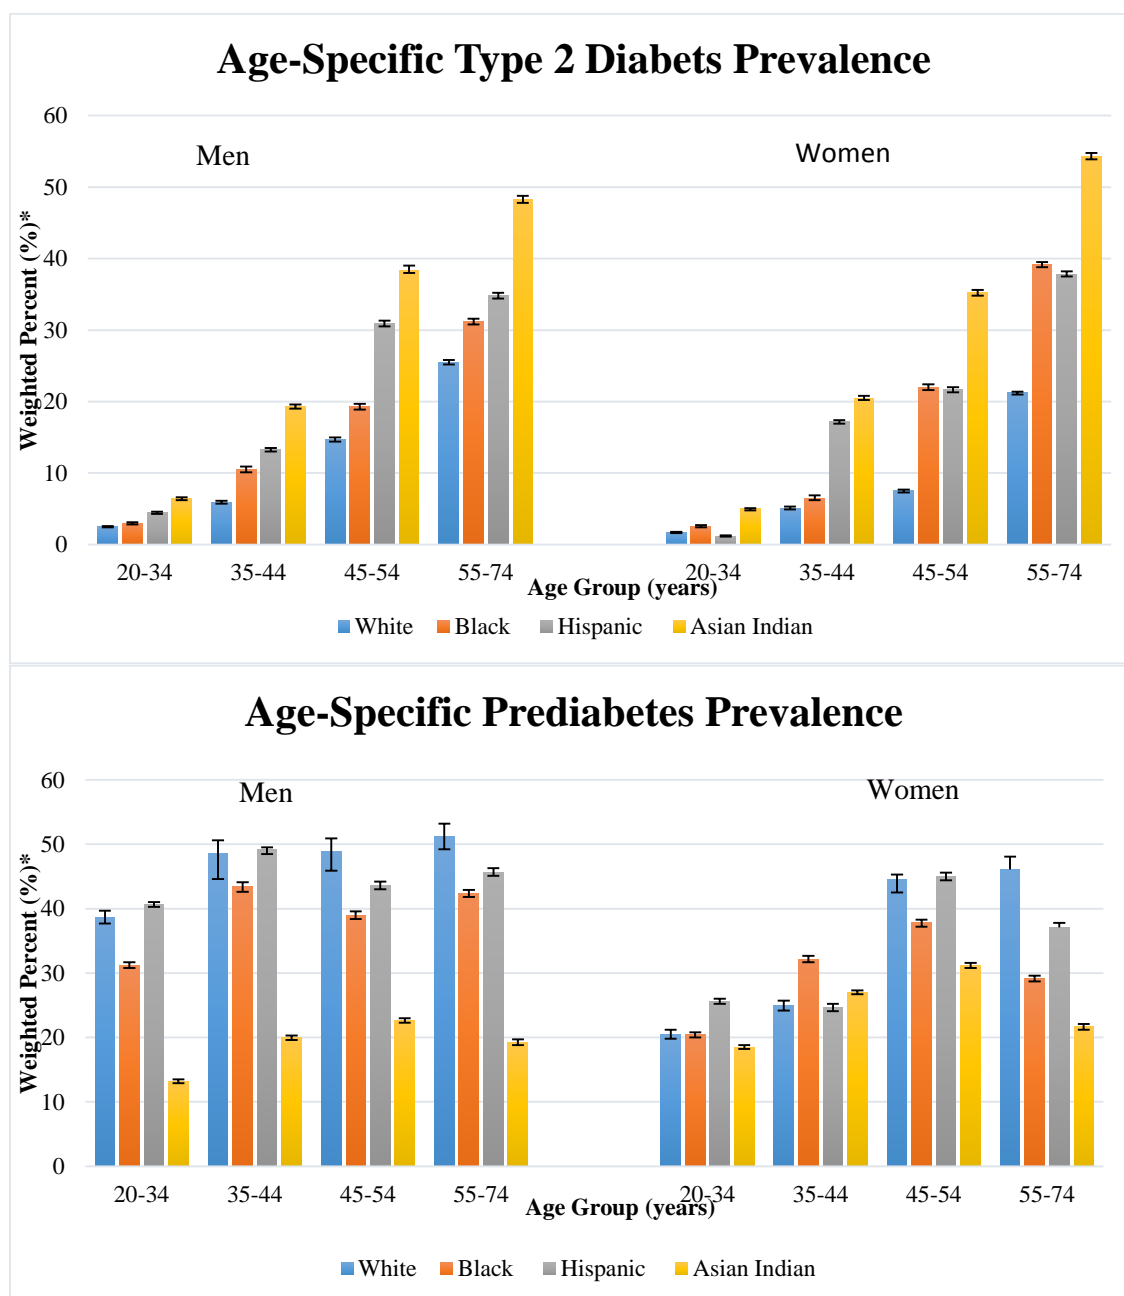 Age-Specific Type 2 Diabets Prevalence
Men
Women
Weighted Percent (%)*
60
50
40
30
20
10
0
20-34 35-44 45-54 55-74 20-34 35-44 45-54 55-74
Age Group (years)
White Black Hispanic Asian Indian
Age-Specific Prediabetes Prevalence
Men
Women
Weighted Percent (%)*
60
50
40
30
20
10
0
20-34 35-44 45-54 55-74 20-34 35-44 45-54 55-74
Age Group (years)
White Black Hispanic Asian Indian